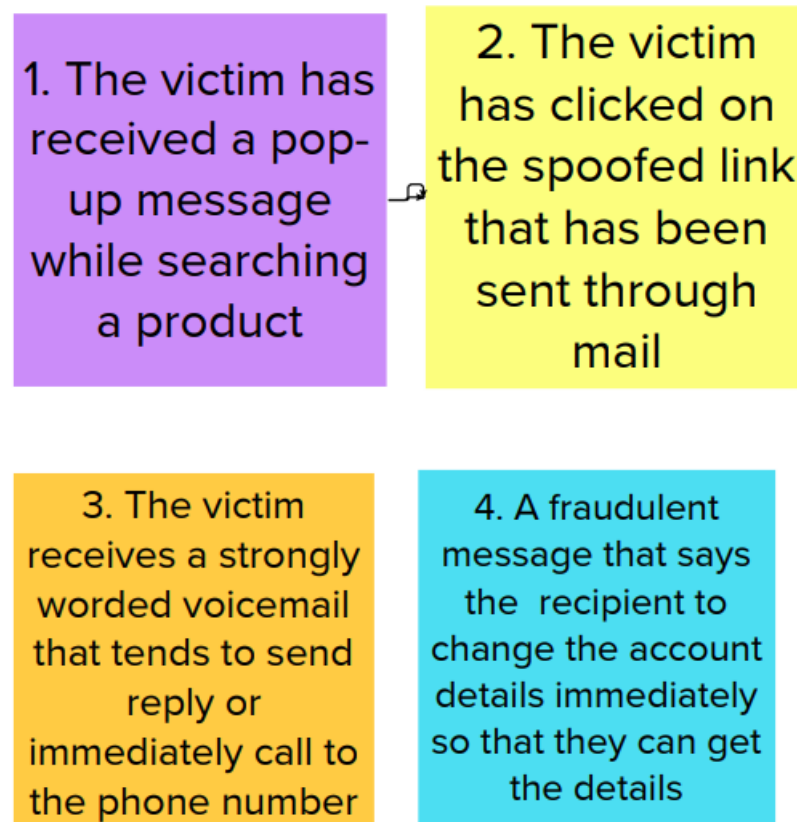 1. The victim has
received a pop-
up message
while searching
a product
2. The victim
has clicked on
the spoofed link
that has been
sent through
mail
3. The victim
receives a strongly
worded voicemail
that tends to send
reply or
immediately call to
the phone number
4. A fraudulent
message that says
the recipient to
change the account
details immediately
so that they can get
the details